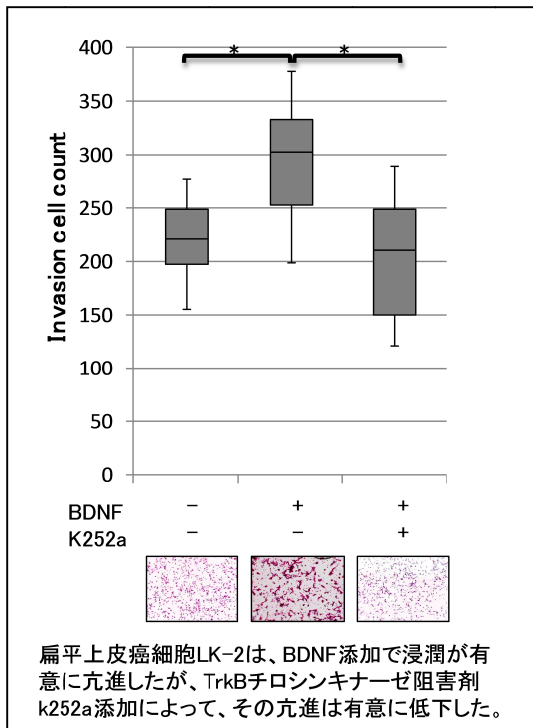 400
* *
350
300
250
200
150
100
50
0
Invasion cell count
BDNF − + +
K252a − − +
扁平上皮癌細胞LK-2は、BDNF添加で浸潤が有
意に亢進したが、TrkBチロシンキナーゼ阻害剤
k252a添加によって、その亢進は有意に低下した。